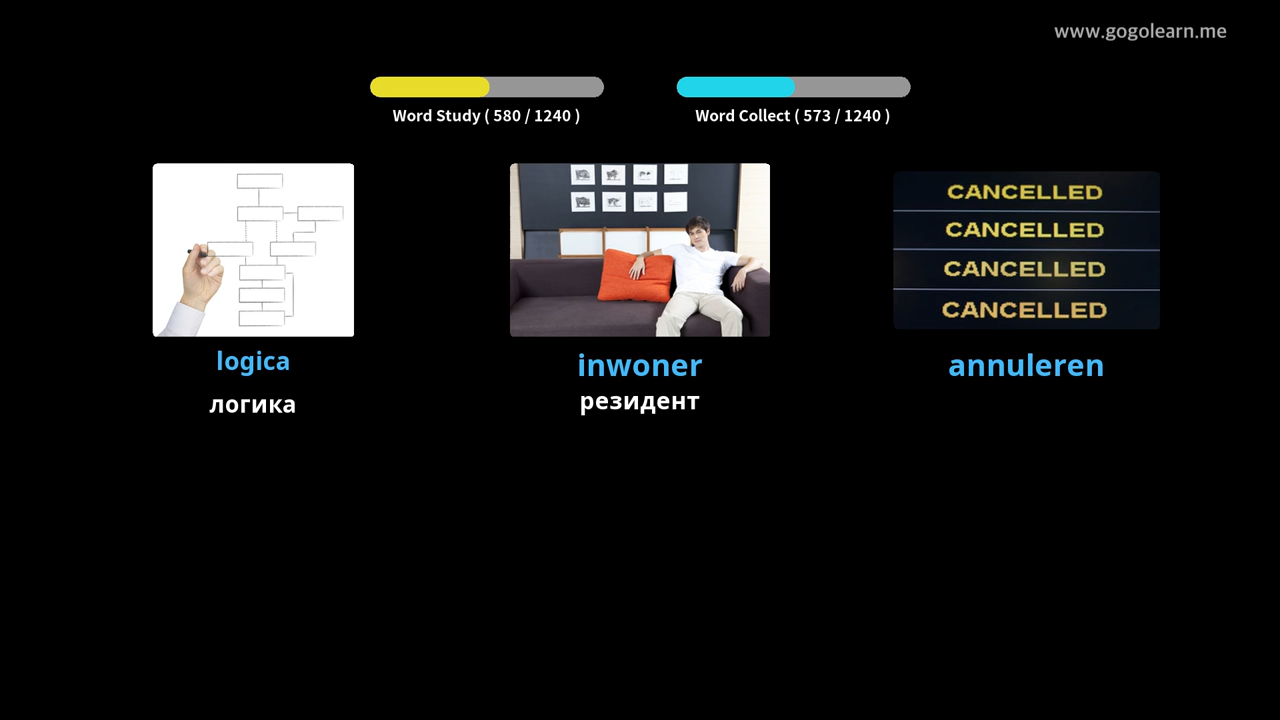 www.gogolearn.me
Word Study ( 580 / 1240 )
Word Collect ( 573 / 1240 )
CANCELLED
CANCELLED
CANCELLED
CANCELLED
logica
логика
inwoner
резидент
annuleren